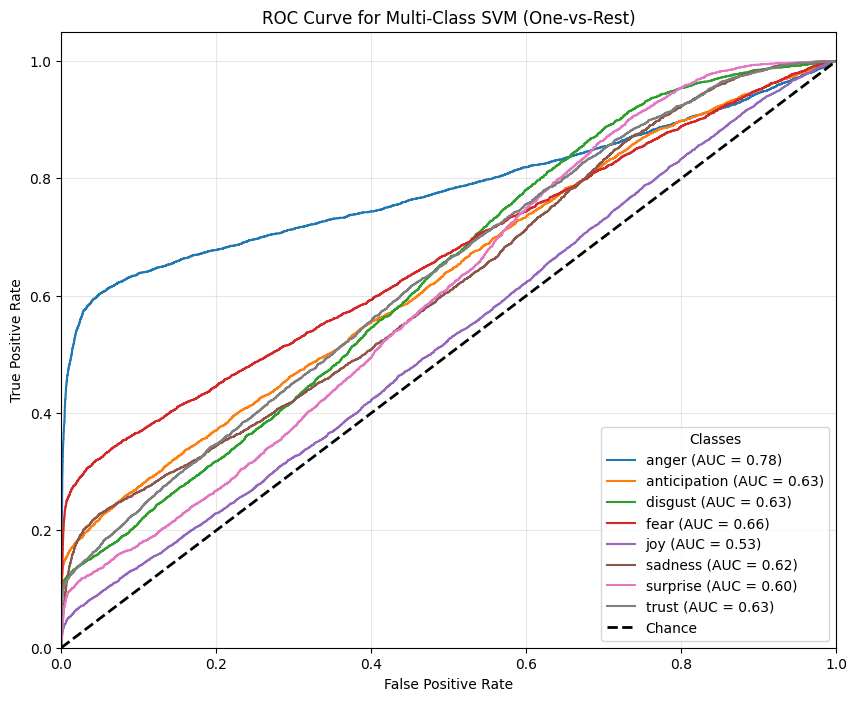 ROC Curve for Multi-Class SVM (One-vs-Rest)
1.0
0.8
0.6
0.4
0.2
0.0
True Positive Rate
Classes
anger (AUC = 0.78)
anticipation (AUC = 0.63)
disgust (AUC = 0.63)
fear (AUC = 0.66)
joy (AUC = 0.53)
sadness (AUC = 0.62)
surprise (AUC = 0.60)
trust (AUC = 0.63)
Chance
0.0 0.2 0.4 0.6 0.8 1.0
False Positive Rate